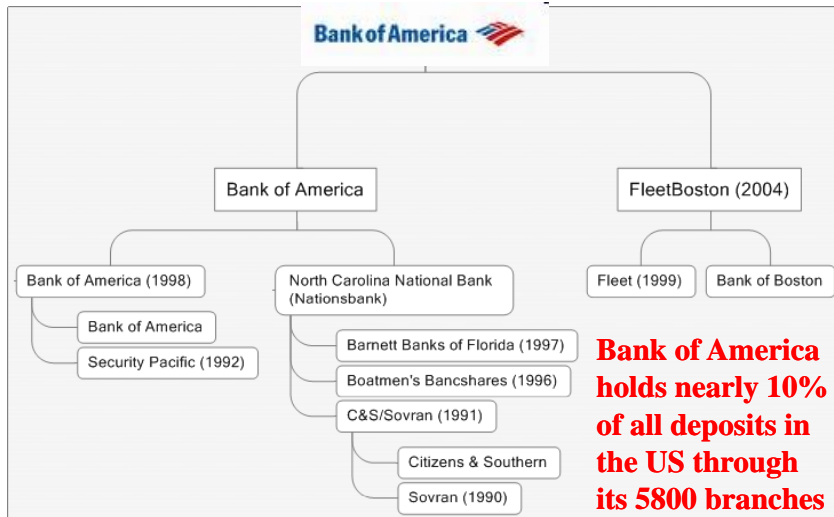 Bank of America
Bank of America
FleetBoston (2004)
Bank of America (1998)
North Carolina National Bank
(Nationsbank)
Fleet (1999)
Bank of Boston
Bank of America
Security Pacific (1992)
Barnett Banks of Florida (1997)
Boatmen's Bancshares (1996)
C&S/Sovran (1991)
Citizens & Southern
Sovran (1990)
Bank of America
holds nearly 10%
of all deposits in
the US through
its 5800 branches